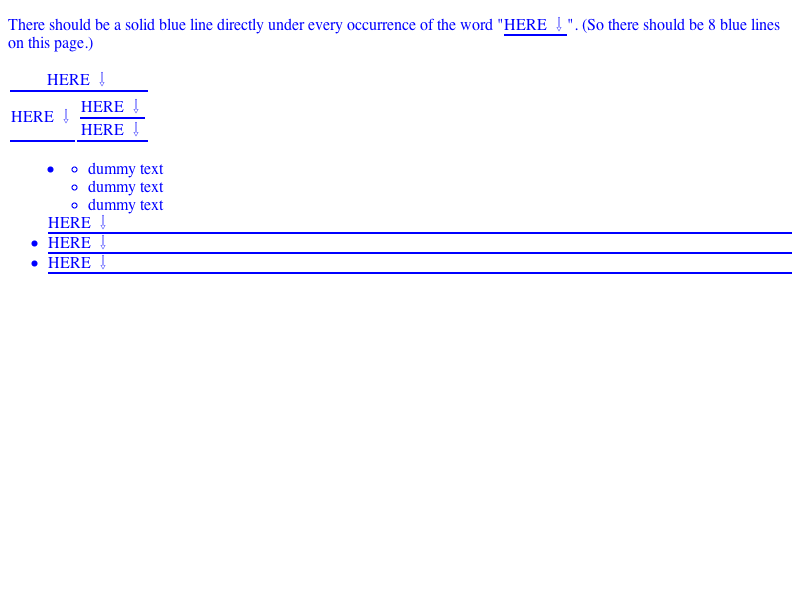 There should be a solid blue line directly under every occurrence of the word "HERE ⇩". (So there should be 8 blue lines
on this page.)
HERE ⇩
HERE ⇩
HERE ⇩
HERE ⇩
dummy text
dummy text
dummy text
HERE ⇩
HERE ⇩
HERE ⇩